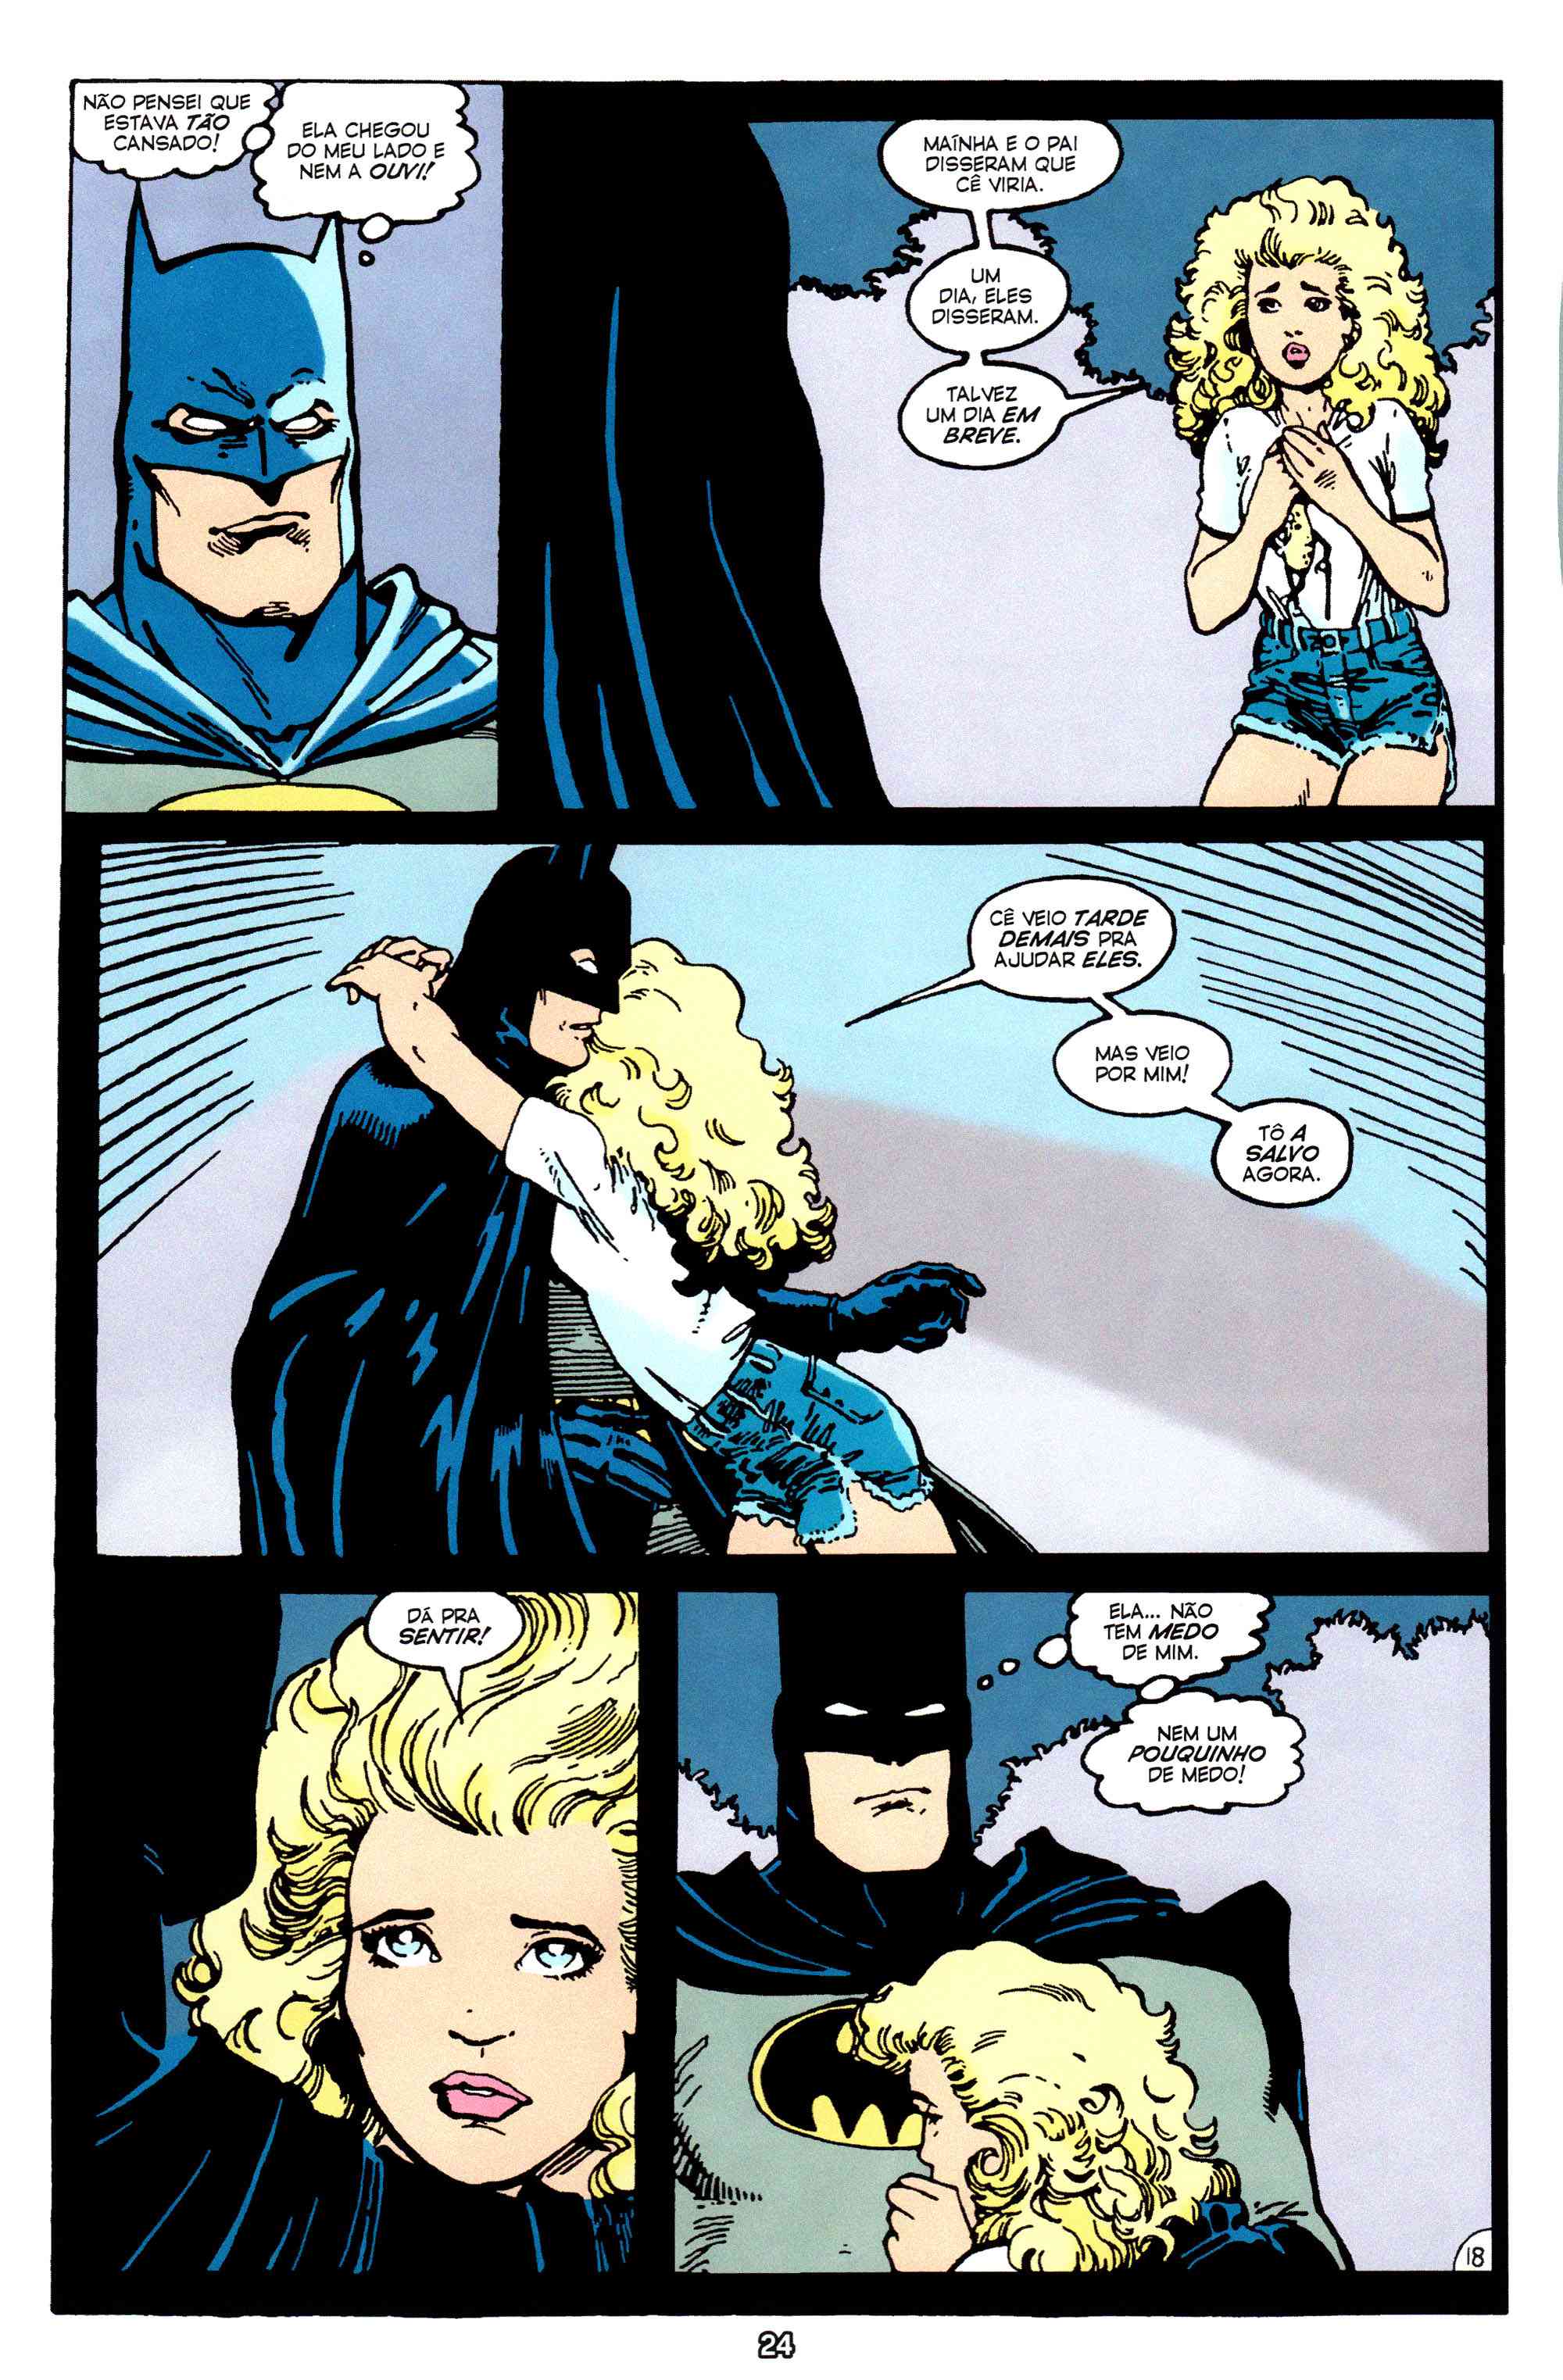 NÃO PENSEI QUE
ESTAVA TÃO
CANSADO!
ELA CHEGOU
DO MEU LADO E
NEM A OUVI!
MAÍNHA E O PAI
DISSERAM QUE
CÊ VIRIA.
UM
DIA, ELES
DISSERAM.
TALVEZ
UM DIA EM
BREVE.
CÊ VEIO TARDE
DEMAIS PRA
AJUDAR ELES.
MAS VEIO
POR MIM!
TÔ A
SALVO
AGORA.
DÁ PRA
SENTIR!
ELA... NÃO
TEM MEDO
DE MIM.
NEM UM
POUQUINHO
DE MEDO!
18
24